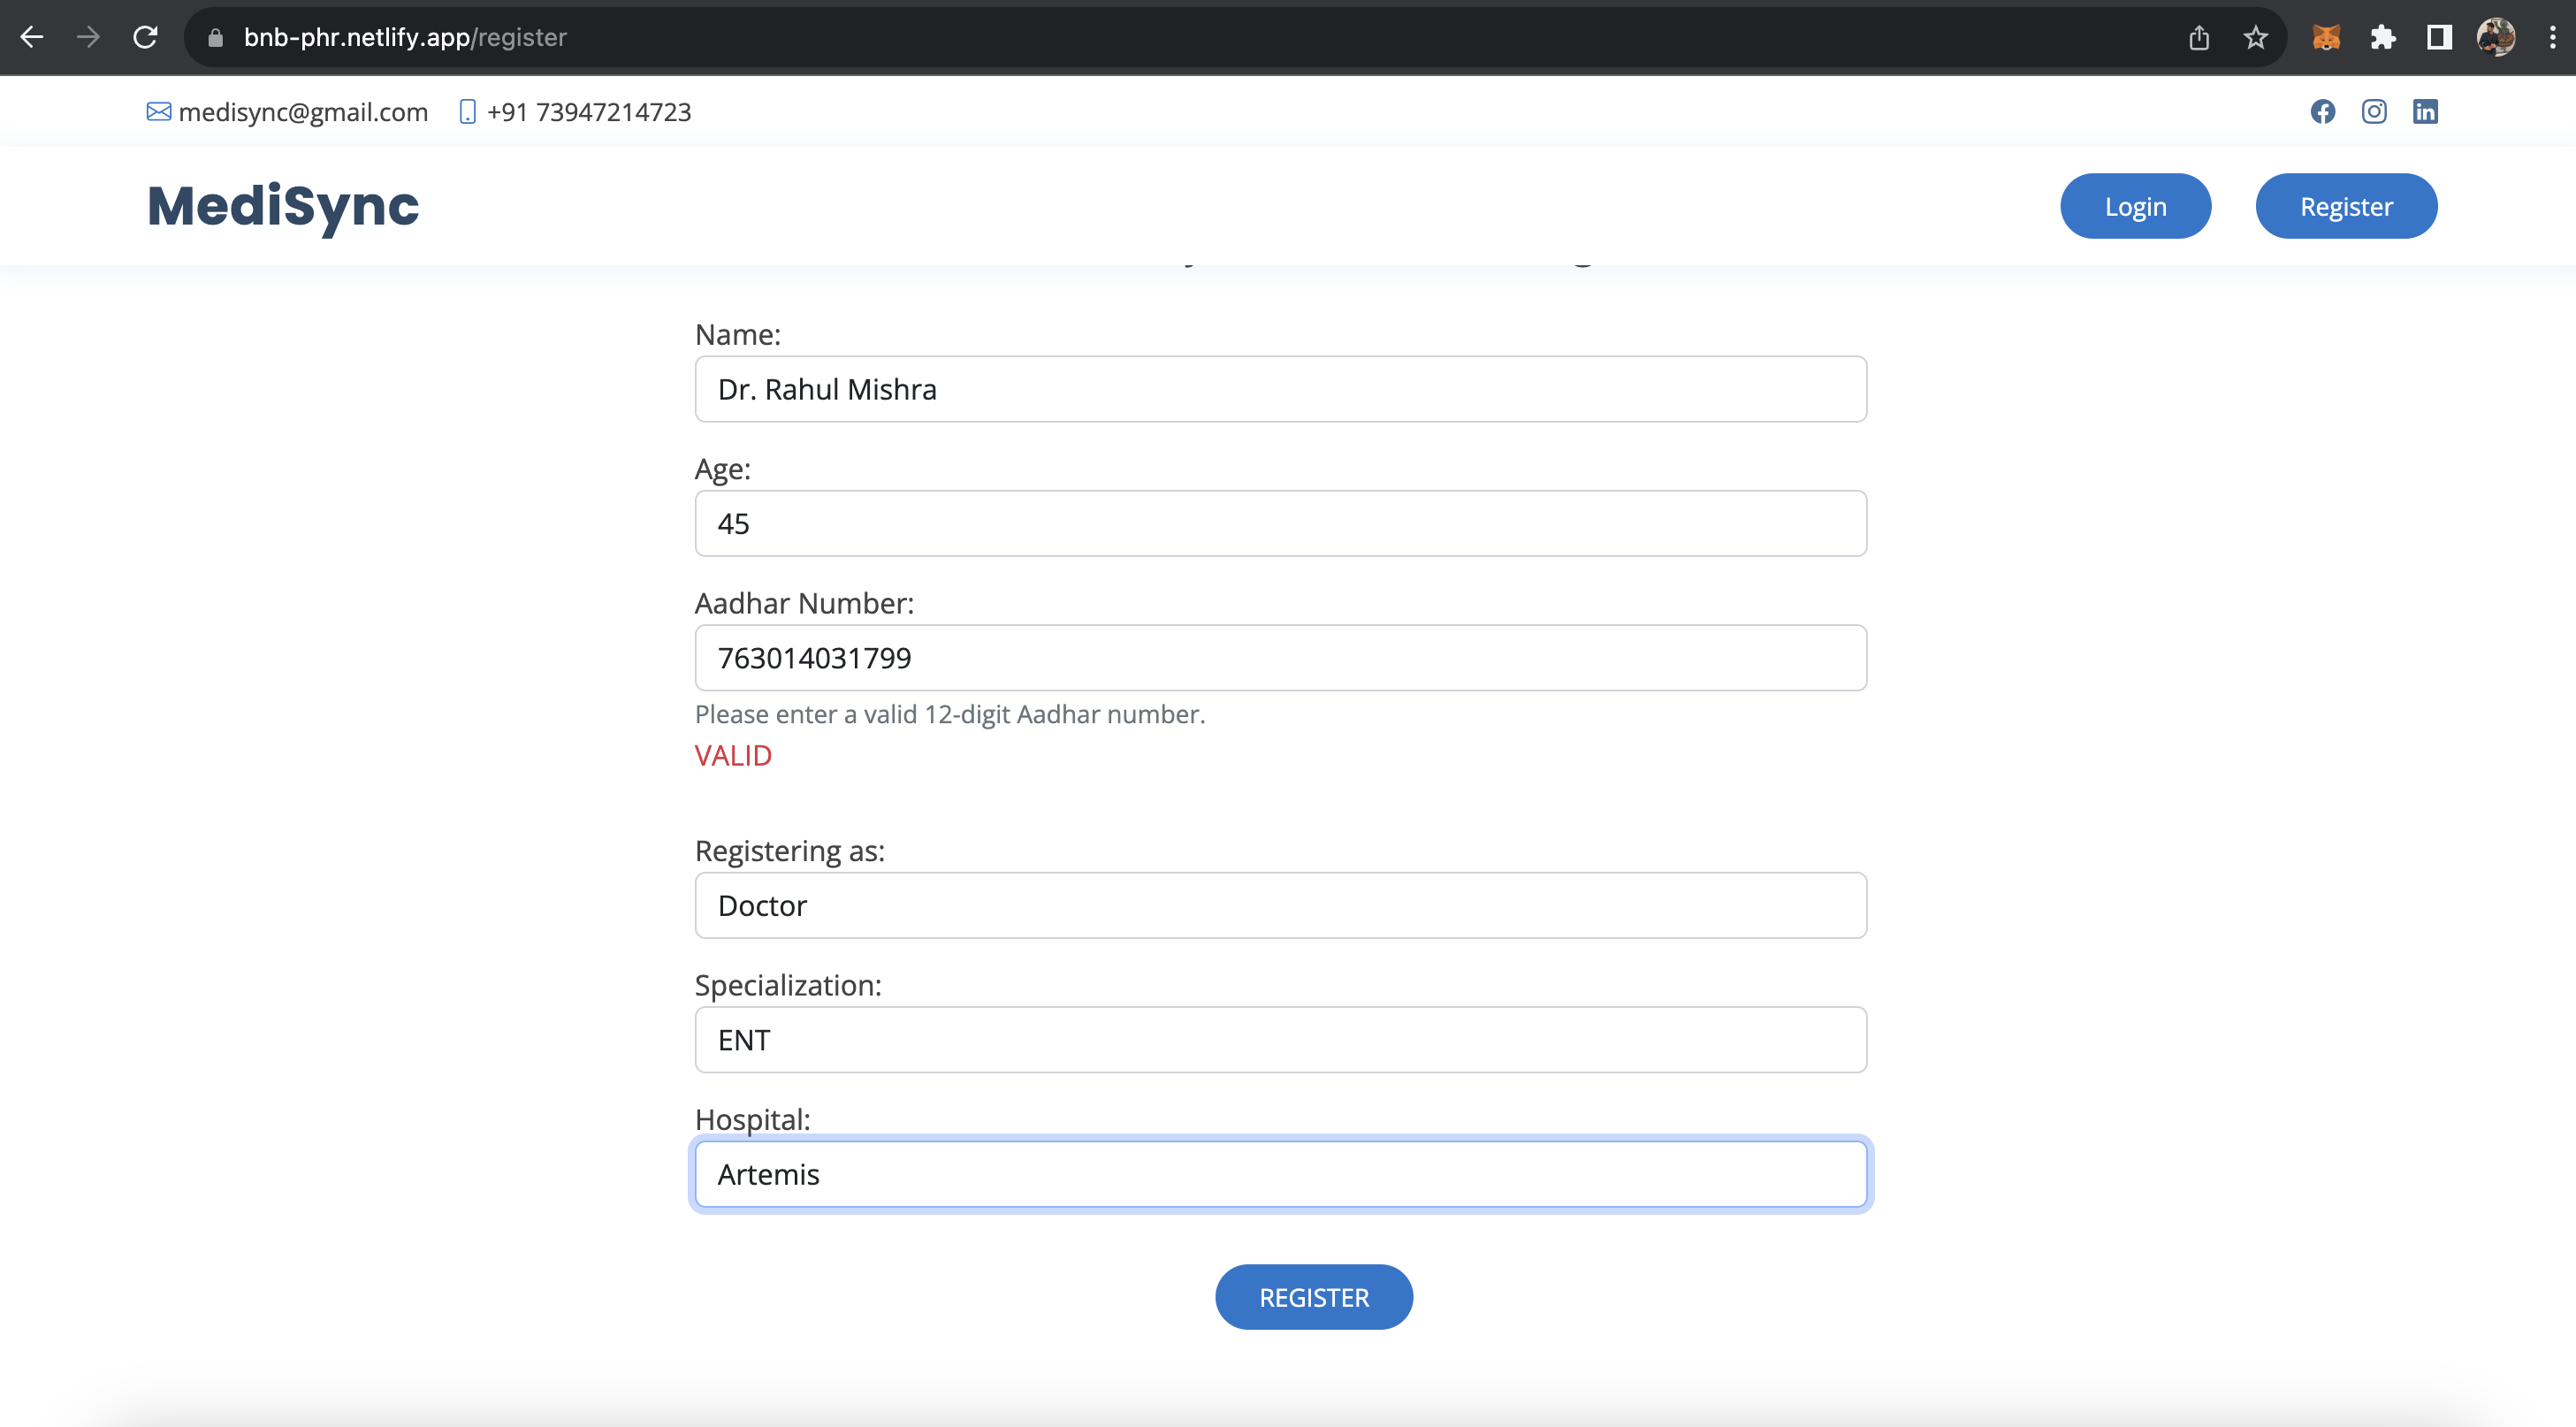 bnb-phr.netlify.app/register
medisync@gmail.com +91 73947214723
MediSync
Login Register
Name:
Dr. Rahul Mishra
Age:
45
Aadhar Number:
763014031799
Please enter a valid 12-digit Aadhar number.
VALID
Registering as:
Doctor
Specialization:
ENT
Hospital:
Artemis
REGISTER